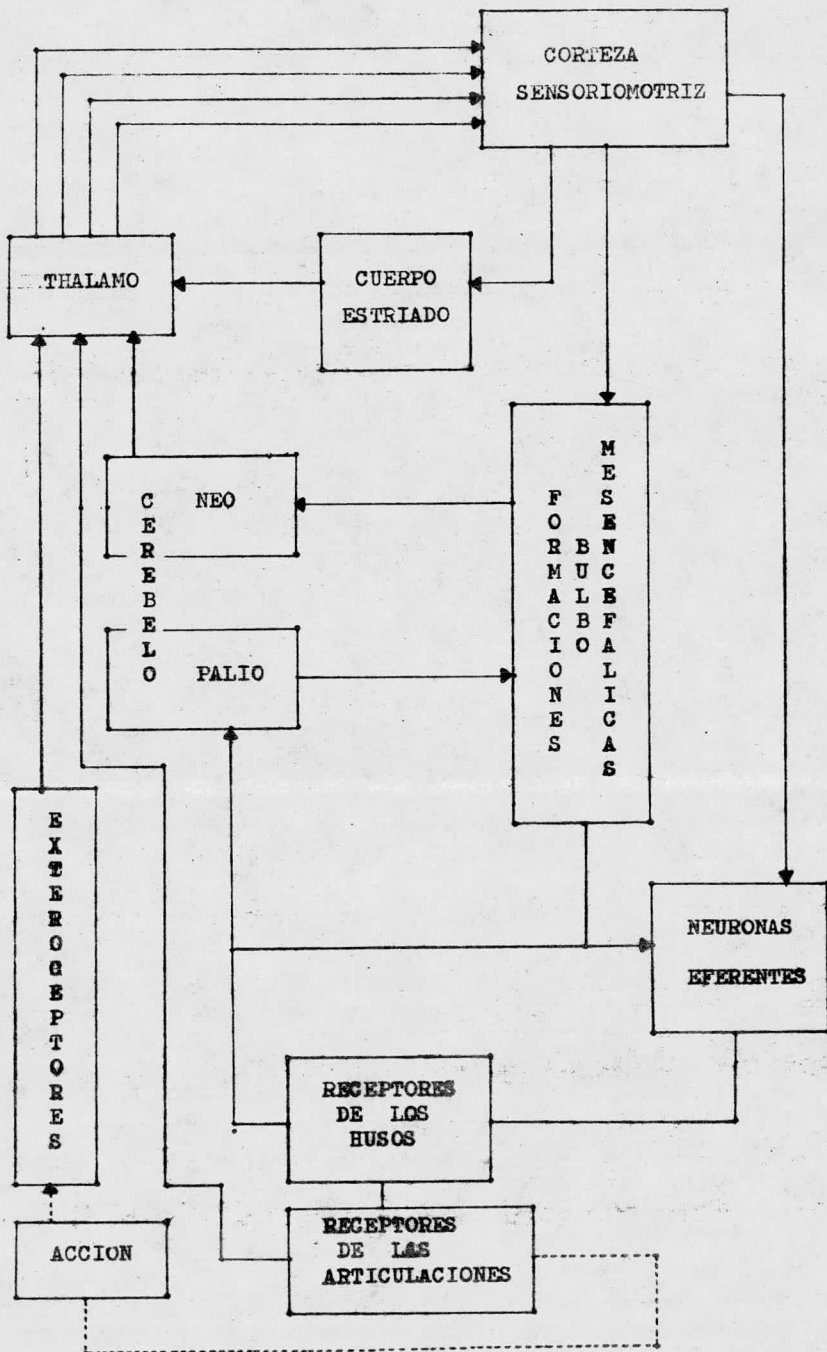 CORTEZA
SENSORIOMOTRIZ
THALAMO
CUERPO
ESTRIADO
CEREBELO
NEO
PALIO
FORMACIONES
BULBO
MESENCEFALICAS
EXTEROCEPTORES
NEURONAS
EFERENTES
RECEPTORES
DE LOS
HUSOS
RECEPTORES
DE LAS
ARTICULACIONES
ACCION